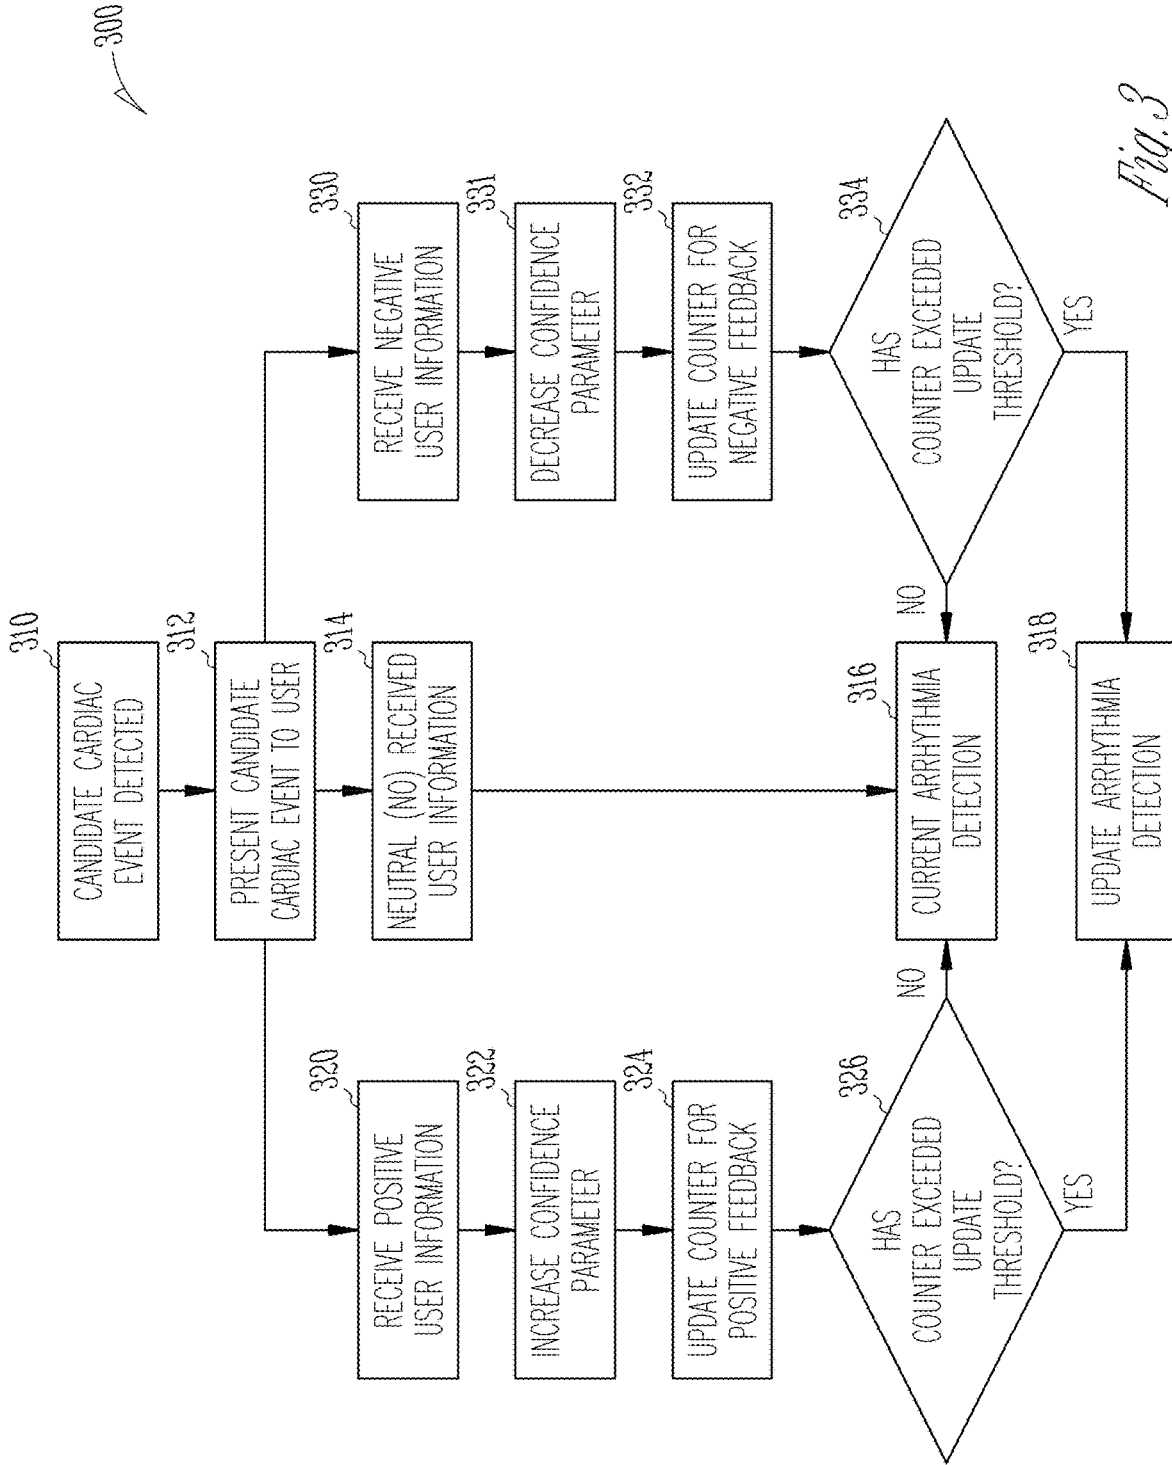 300
310
CANDIDATE CARDIAC
EVENT DETECTED
312
PRESENT CANDIDATE
CARDIAC EVENT TO USER
314
NEUTRAL (NO) RECEIVED
USER INFORMATION
320
RECEIVE POSITIVE
USER INFORMATION
322
INCREASE CONFIDENCE
PARAMETER
324
UPDATE COUNTER FOR
POSITIVE FEEDBACK
326
HAS
COUNTER EXCEEDED
UPDATE
THRESHOLD?
NO
YES
330
RECEIVE NEGATIVE
USER INFORMATION
331
DECREASE CONFIDENCE
PARAMETER
332
UPDATE COUNTER FOR
NEGATIVE FEEDBACK
334
HAS
COUNTER EXCEEDED
UPDATE
THRESHOLD?
NO
YES
316
CURRENT ARRHYTHMIA
DETECTION
318
UPDATE ARRHYTHMIA
DETECTION
Fig. 3